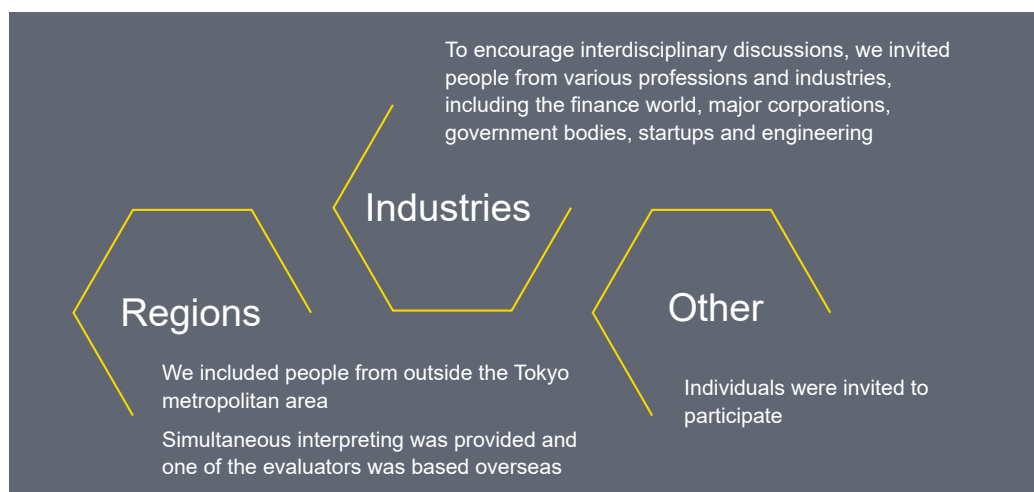 To encourage interdisciplinary discussions, we invited
people from various professions and industries,
including the finance world, major corporations,
government bodies, startups and engineering
Industries
Regions
We included people from outside the Tokyo
metropolitan area
Simultaneous interpreting was provided and
one of the evaluators was based overseas
Other
Individuals were invited to
participate